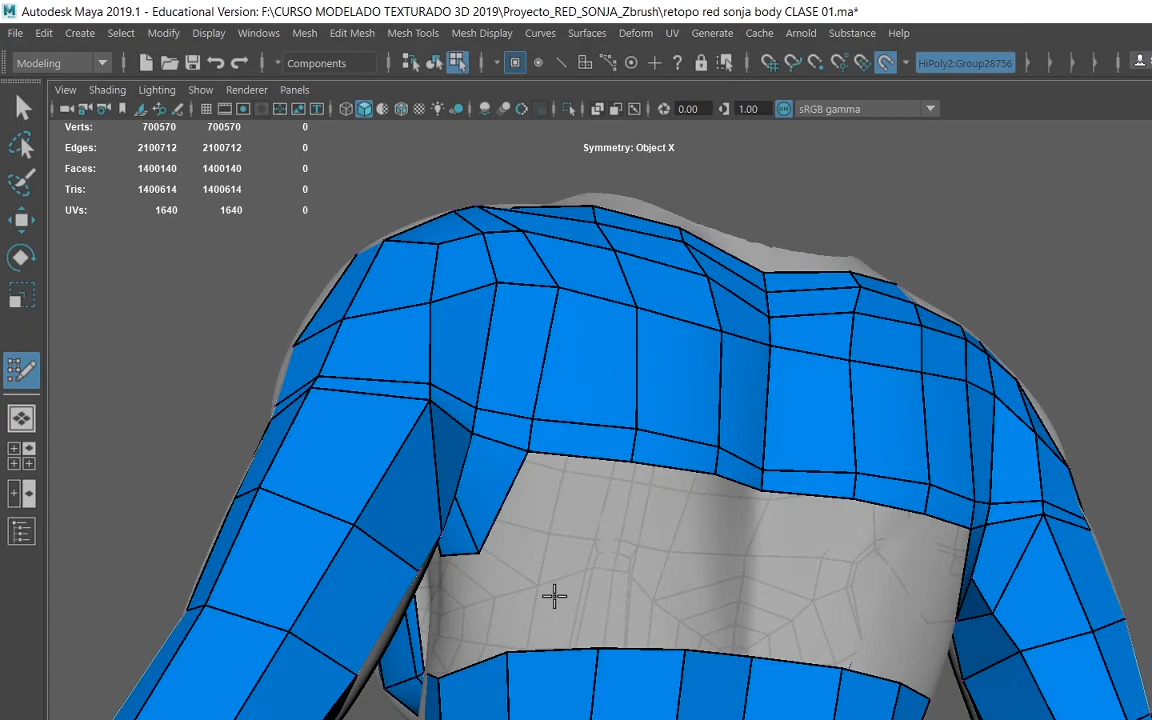 Autodesk Maya 2019.1 - Educational Version: F:\CURSO MODELADO TEXTURADO 3D 2019\Proyecto_RED_SONJA_Zbrush\retopo red sonja body CLASE 01.ma*
File Edit Create Select Modify Display Windows Mesh Edit Mesh Mesh Tools Mesh Display Curves Surfaces Deform UV Generate Cache Arnold Substance Help
Modeling Components HiPoly2:Group28756
View Shading Lighting Show Renderer Panels
0.00 1.00 sRGB gamma
Verts: 700570 700570 0
Edges: 2100712 2100712 0
Symmetry: Object X
Faces: 1400140 1400140 0
Tris: 1400614 1400614 0
UVs: 1640 1640 0